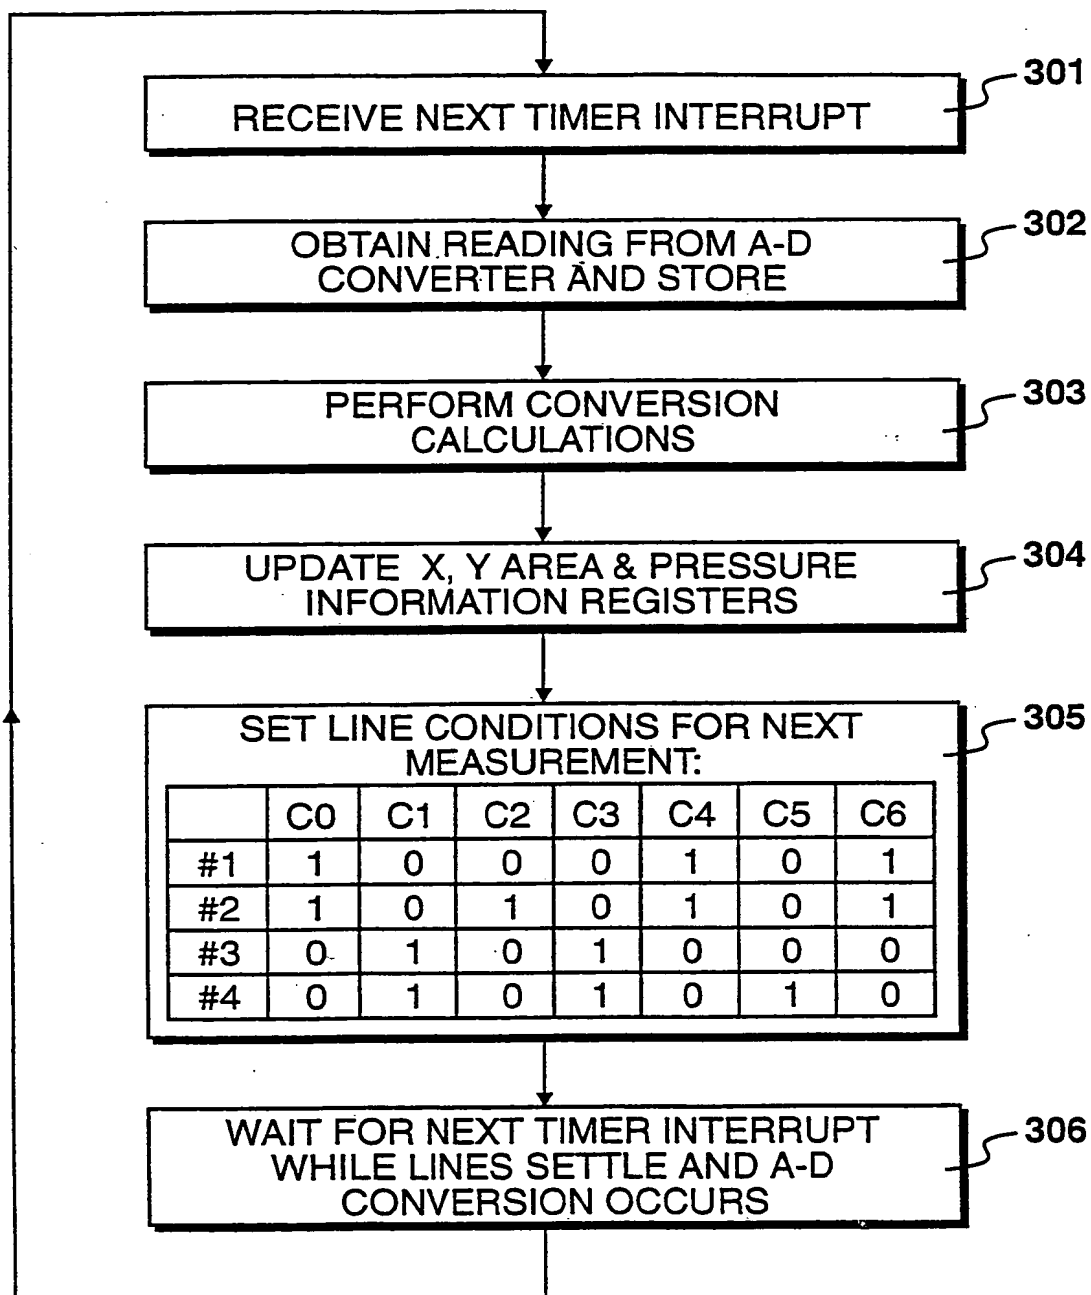 301
RECEIVE NEXT TIMER INTERRUPT
302
OBTAIN READING FROM A-D
CONVERTER AND STORE
303
PERFORM CONVERSION
CALCULATIONS
304
UPDATE X, Y AREA & PRESSURE
INFORMATION REGISTERS
305
SET LINE CONDITIONS FOR NEXT
MEASUREMENT:
C0 C1 C2 C3 C4 C5 C6
#1 1 0 0 0 1 0 1
#2 1 0 1 0 1 0 1
#3 0 1 0 1 0 0 0
#4 0 1 0 1 0 1 0
306
WAIT FOR NEXT TIMER INTERRUPT
WHILE LINES SETTLE AND A-D
CONVERSION OCCURS